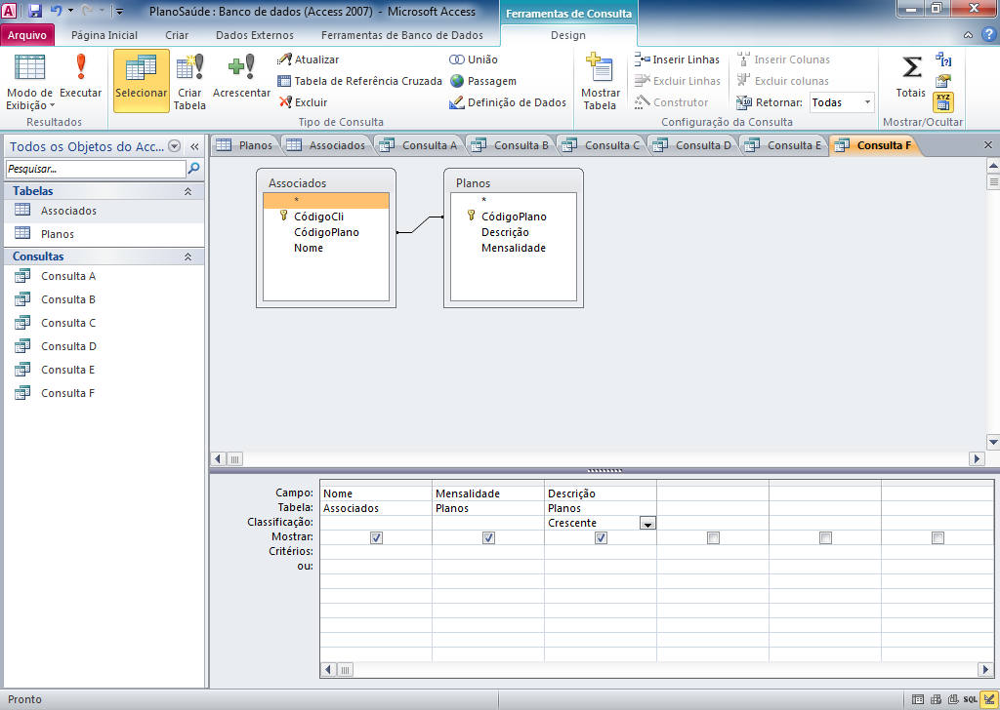 PlanoSaúde : Banco de dados (Access 2007) - Microsoft Access
Ferramentas de Consulta
Arquivo Página Inicial Criar Dados Externos Ferramentas de Banco de Dados Design
Modo de Exibição
Executar
Resultados
Selecionar
Criar Tabela
Acrescentar
Atualizar
Tabela de Referência Cruzada
Excluir
União
Passagem
Definição de Dados
Tipo de Consulta
Mostrar Tabela
Inserir Linhas
Excluir Linhas
Construtor
Inserir Colunas
Excluir colunas
Retornar: Todas
Configuração da Consulta
Σ
Totais
XYZ
Mostrar/Ocultar
Todos os Objetos do Acc... «
Pesquisar...
Tabelas
Associados
Planos
Consultas
Consulta A
Consulta B
Consulta C
Consulta D
Consulta E
Consulta F
Planos Associados Consulta A Consulta B Consulta C Consulta D Consulta E Consulta F
Associados
*
CódigoCli
CódigoPlano
Nome
Planos
*
CódigoPlano
Descrição
Mensalidade
Campo: Nome Mensalidade Descrição
Tabela: Associados Planos Planos
Classificação: Crescente
Mostrar:
Critérios:
ou:
Pronto
SQL